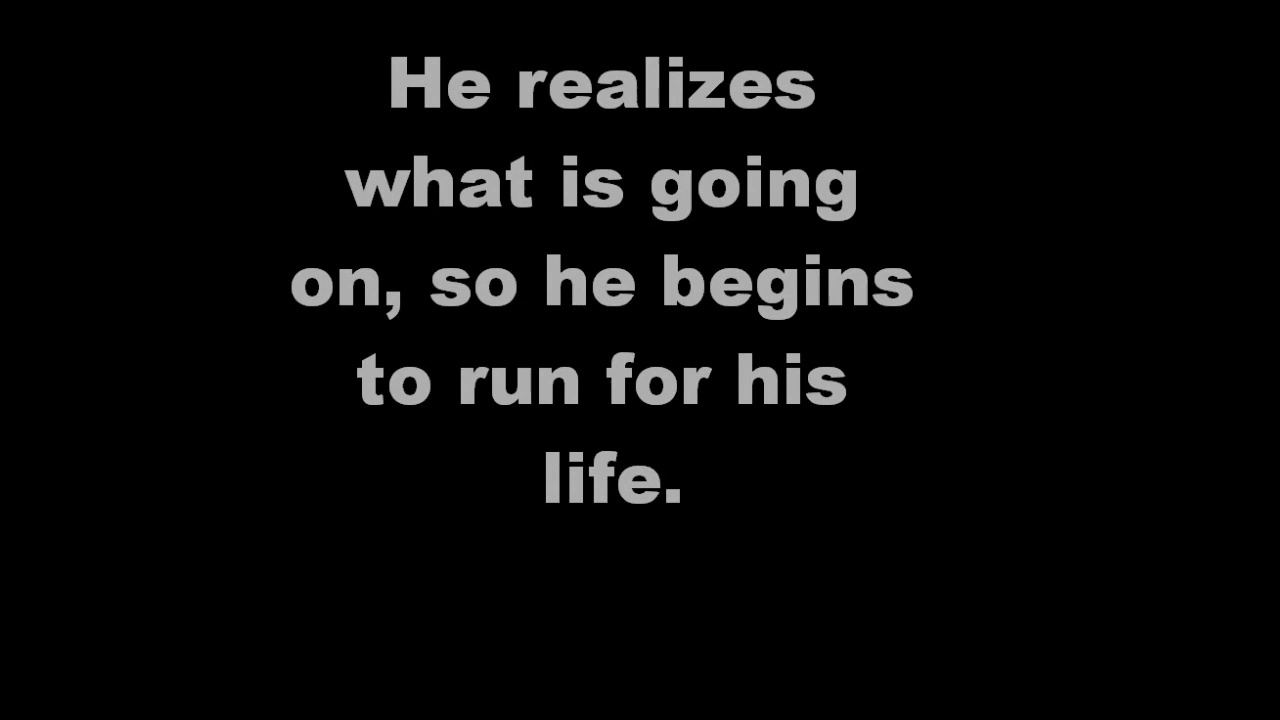 He realizes
what is going
on, so he begins
to run for his
life.